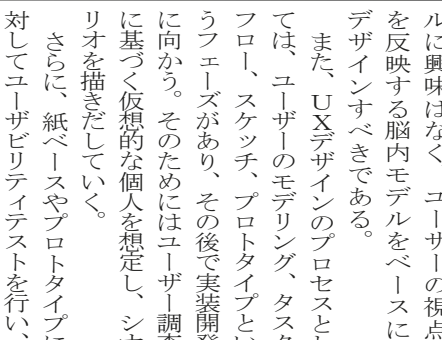 ルに興味はなく、ユーザーの視点
を反映する脳内モデルをベースに
デザインすべきである。
また、UXデザインのプロセスとし
ては、ユーザーのモデリング、タスク
フロー、スケッチ、プロトタイプとい
うフェーズがあり、その後で実装開発
に向かう。そのためにはユーザー調査
に基づく仮想的な個人を想定し、シナ
リオを描きだしていく。
さらに、紙ベースやプロトタイプに
対してユーザビリティテストを行い、